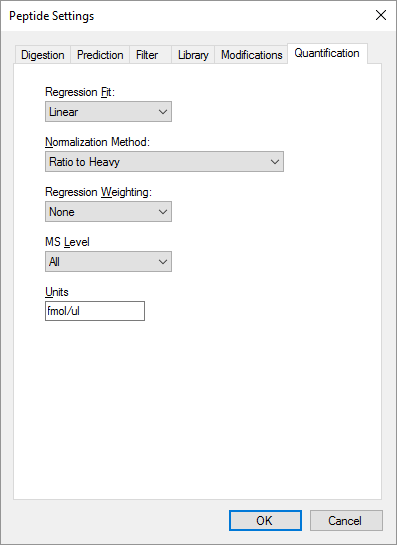 Peptide Settings
Digestion Prediction Filter Library Modifications Quantification
Regression Fit:
Linear
Normalization Method:
Ratio to Heavy
Regression Weighting:
None
MS Level
All
Units
fmol/ul
OK Cancel